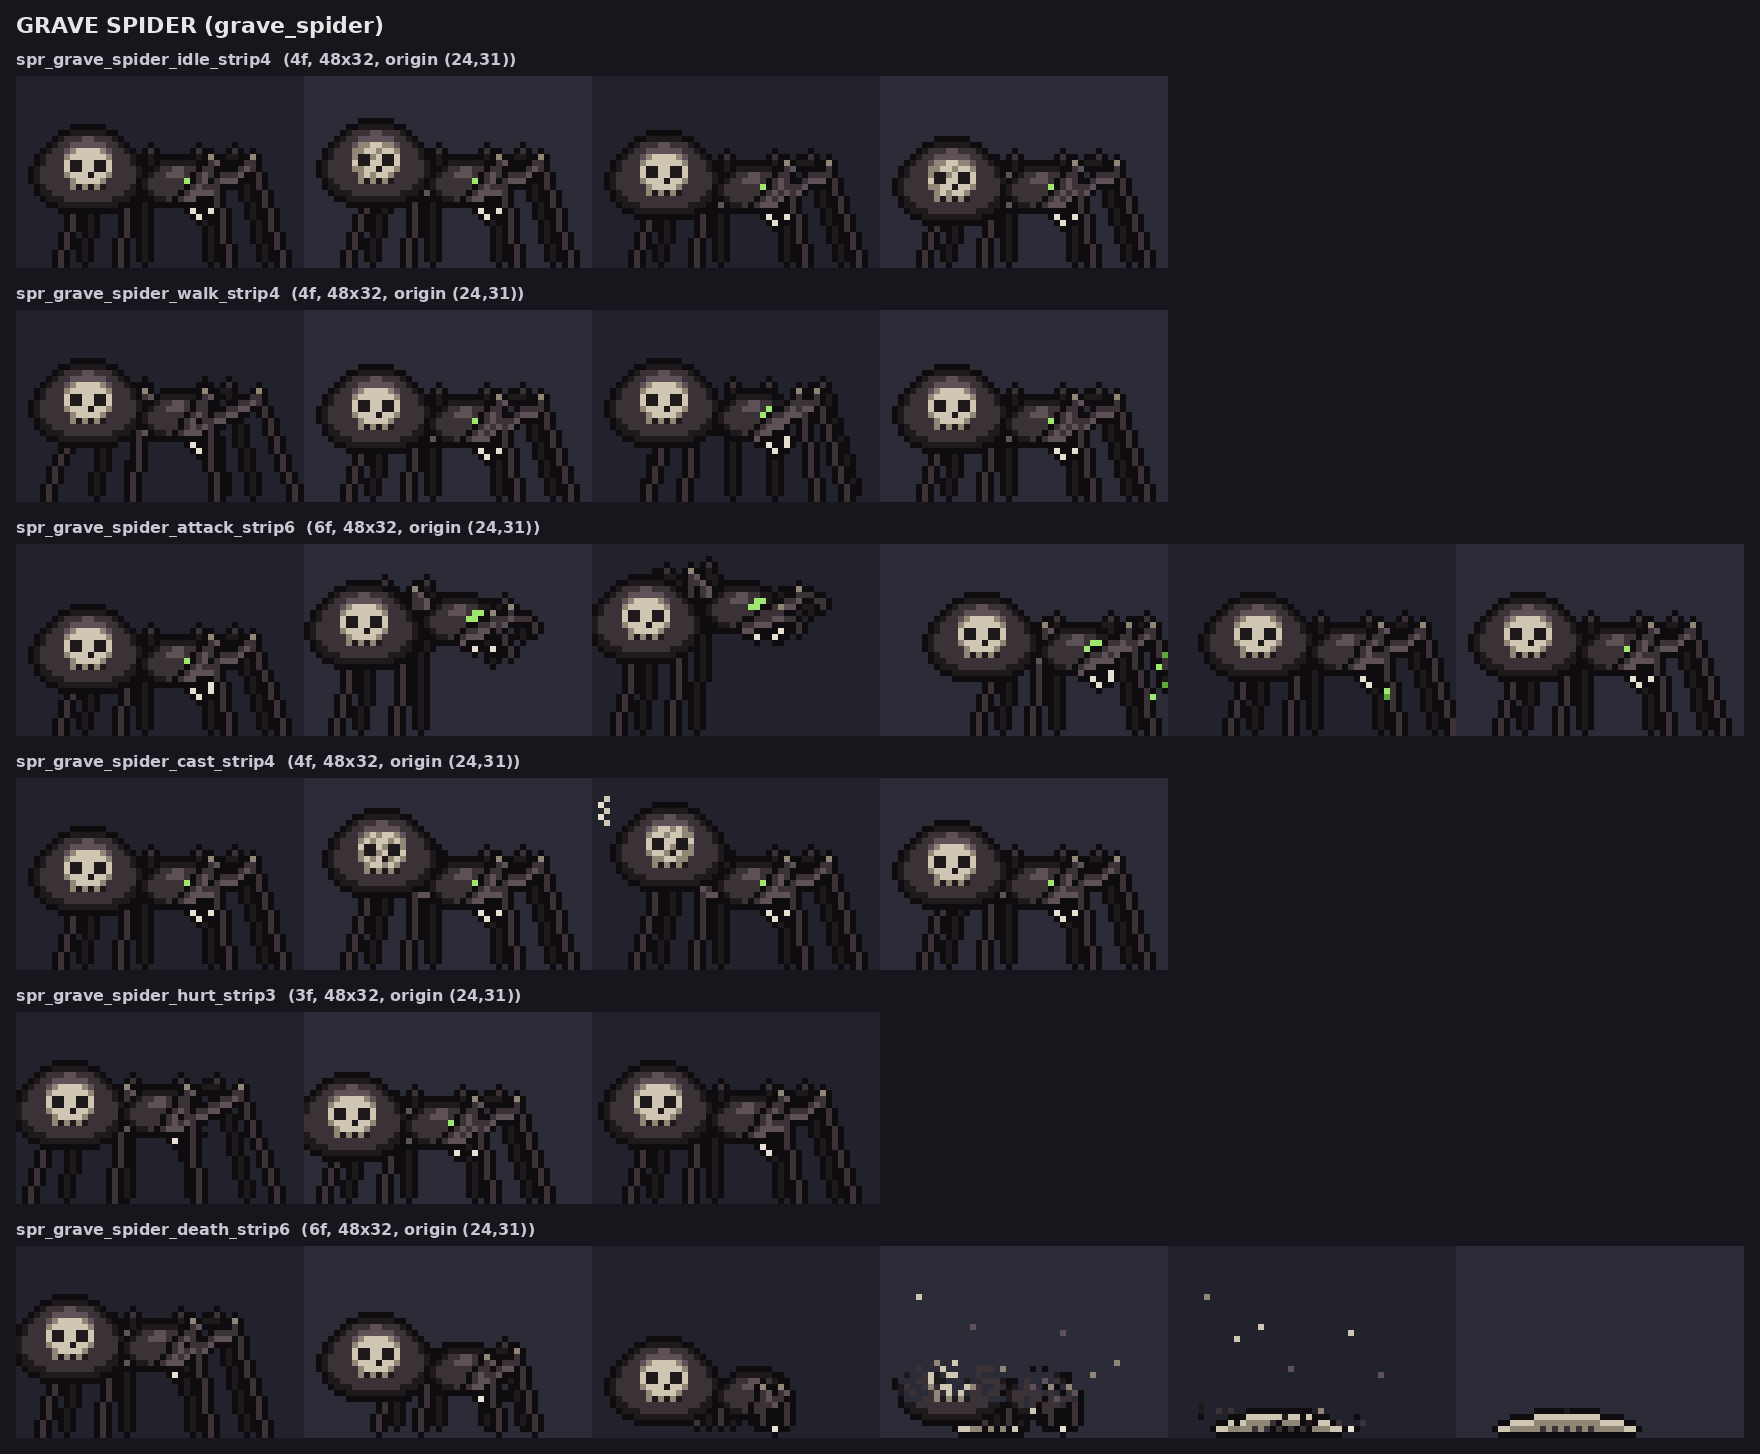 GRAVE SPIDER (grave_spider)
spr_grave_spider_idle_strip4 (4f, 48x32, origin (24,31))
spr_grave_spider_walk_strip4 (4f, 48x32, origin (24,31))
spr_grave_spider_attack_strip6 (6f, 48x32, origin (24,31))
spr_grave_spider_cast_strip4 (4f, 48x32, origin (24,31))
spr_grave_spider_hurt_strip3 (3f, 48x32, origin (24,31))
spr_grave_spider_death_strip6 (6f, 48x32, origin (24,31))